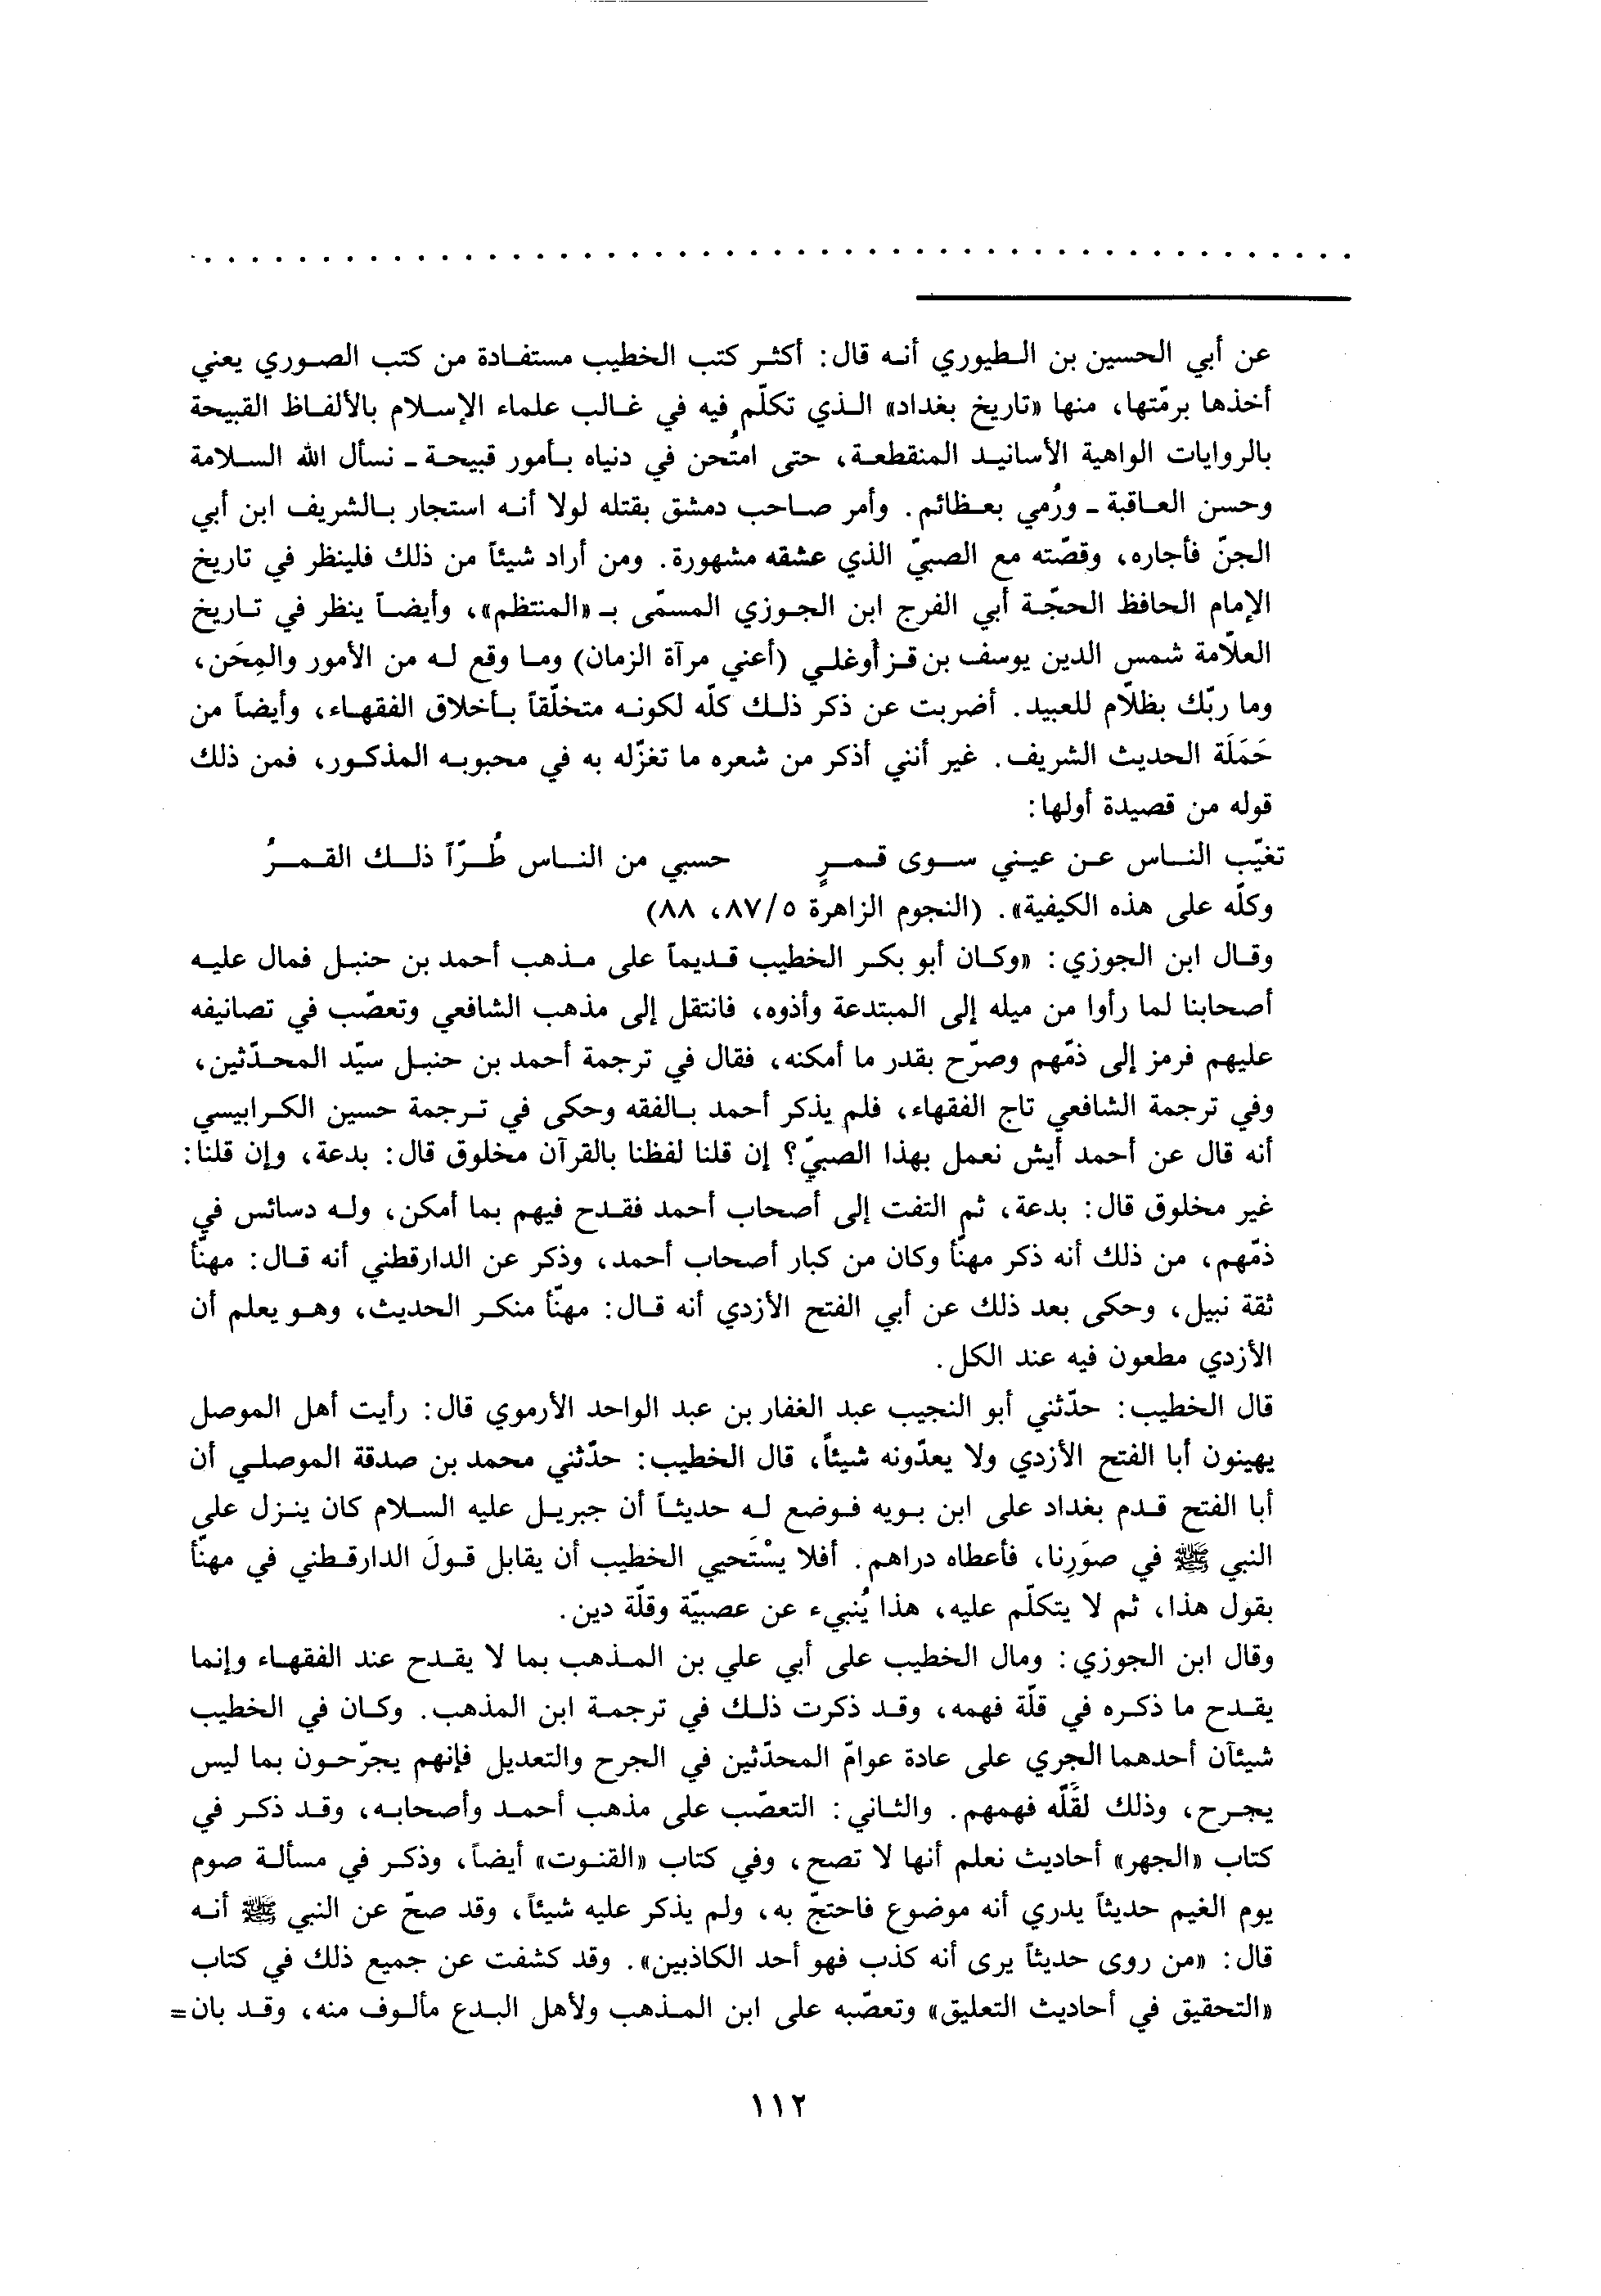 عن أبي الحسين بن الطيوري أنه قال: أكثر كتب الخطيب مستفادة من كتب الصوري يعني
أخذها برمّتها، منها «تاريخ بغداد» الذي تكلّم فيه في غالب علماء الإسلام بالألفاظ القبيحة
بالروايات الواهية الأسانيد المنقطعة، حتى امتُحن في دنياه بأمور قبيحة - نسأل الله السلامة
وحسن العاقبة - ورُمي بعظائم. وأمر صاحب دمشق بقتله لولا أنه استجار بالشريف ابن أبي
الجنّ فأجاره، وقصّته مع الصبيّ الذي عشقه مشهورة. ومن أراد شيئاً من ذلك فلينظر في تاريخ
الإمام الحافظ الحجّة أبي الفرج ابن الجوزي المسمّى بـ «المنتظم»، وأيضاً ينظر في تاريخ
العلّامة شمس الدين يوسف بن قزأوغلي (أعني مرآة الزمان) وما وقع له من الأمور والمِحَن،
وما ربّك بظلّام للعبيد. أضربت عن ذكر ذلك كلّه لكونه متخلّقاً بأخلاق الفقهاء، وأيضاً من
حَمَلَة الحديث الشريف. غير أنني أذكر من شعره ما تغزّله به في محبوبه المذكور، فمن ذلك
قوله من قصيدة أولها:
تغيّب الناس عن عيني سوى قمرٍ حسبي من الناس طُرّاً ذلك القمرُ
وكلّه على هذه الكيفية». (النجوم الزاهرة ٨٧/٥، ٨٨)
وقال ابن الجوزي: «وكان أبو بكر الخطيب قديماً على مذهب أحمد بن حنبل فمال عليه
أصحابنا لما رأوا من ميله إلى المبتدعة وأذوه، فانتقل إلى مذهب الشافعي وتعصّب في تصانيفه
عليهم فرمز إلى ذمّهم وصرّح بقدر ما أمكنه، فقال في ترجمة أحمد بن حنبل سيّد المحدّثين،
وفي ترجمة الشافعي تاج الفقهاء، فلم يذكر أحمد بالفقه وحكى في ترجمة حسين الكرابيسي
أنه قال عن أحمد أيش نعمل بهذا الصبيّ؟ إن قلنا لفظنا بالقرآن مخلوق قال: بدعة، وإن قلنا:
غير مخلوق قال: بدعة، ثم التفت إلى أصحاب أحمد فقدح فيهم بما أمكن، وله دسائس في
ذمّهم، من ذلك أنه ذكر مهنّأ وكان من كبار أصحاب أحمد، وذكر عن الدارقطني أنه قال: مهنّأ
ثقة نبيل، وحكى بعد ذلك عن أبي الفتح الأزدي أنه قال: مهنّأ منكر الحديث، وهو يعلم أن
الأزدي مطعون فيه عند الكل.
قال الخطيب: حدّثني أبو النجيب عبد الغفار بن عبد الواحد الأرموي قال: رأيت أهل الموصل
يهينون أبا الفتح الأزدي ولا يعدّونه شيئاً، قال الخطيب: حدّثني محمد بن صدقة الموصلي أن
أبا الفتح قدم بغداد على ابن بويه فوضع له حديثاً أن جبريل عليه السلام كان ينزل على
النبي ﷺ في صوَرِنا، فأعطاه دراهم. أفلا يسْتَحيي الخطيب أن يقابل قولَ الدارقطني في مهنّأ
بقول هذا، ثم لا يتكلّم عليه، هذا يُنبيء عن عصبيّة وقلّة دين.
وقال ابن الجوزي: ومال الخطيب على أبي علي بن المذهب بما لا يقدح عند الفقهاء وإنما
يقدح ما ذكره في قلّة فهمه، وقد ذكرت ذلك في ترجمة ابن المذهب. وكان في الخطيب
شيئآن أحدهما الجري على عادة عوامّ المحدّثين في الجرح والتعديل فإنهم يجرّحون بما ليس
يجرح، وذلك لقلّه فهمهم. والثاني: التعصّب على مذهب أحمد وأصحابه، وقد ذكر في
كتاب «الجهر» أحاديث نعلم أنها لا تصح، وفي كتاب «القنوت» أيضاً، وذكر في مسألة صوم
يوم الغيم حديثاً يدري أنه موضوع فاحتجّ به، ولم يذكر عليه شيئاً، وقد صحّ عن النبي ﷺ أنه
قال: «من روى حديثاً يرى أنه كذب فهو أحد الكاذبين». وقد كشفت عن جميع ذلك في كتاب
«التحقيق في أحاديث التعليق» وتعصّبه على ابن المذهب ولأهل البدع مألوف منه، وقد بان=
١١٢